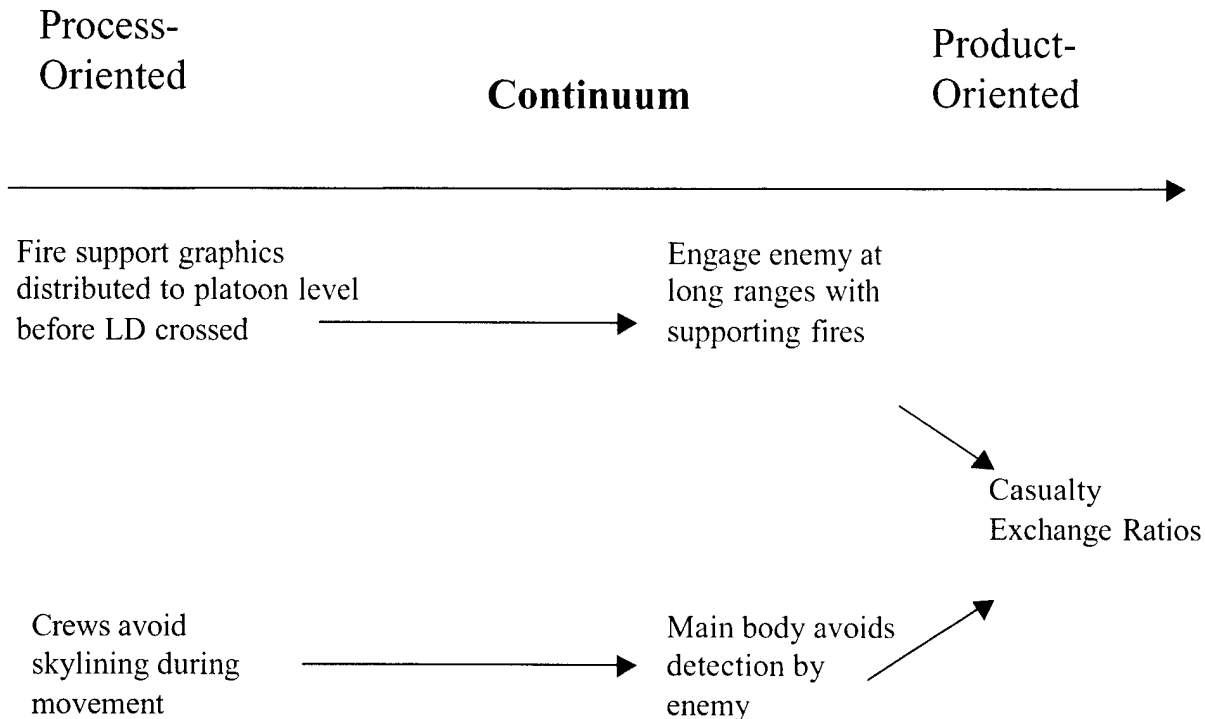 Process-
Oriented
Continuum
Product-
Oriented
Fire support graphics
distributed to platoon level
before LD crossed
Engage enemy at
long ranges with
supporting fires
Casualty
Exchange Ratios
Crews avoid
skylining during
movement
Main body avoids
detection by
enemy